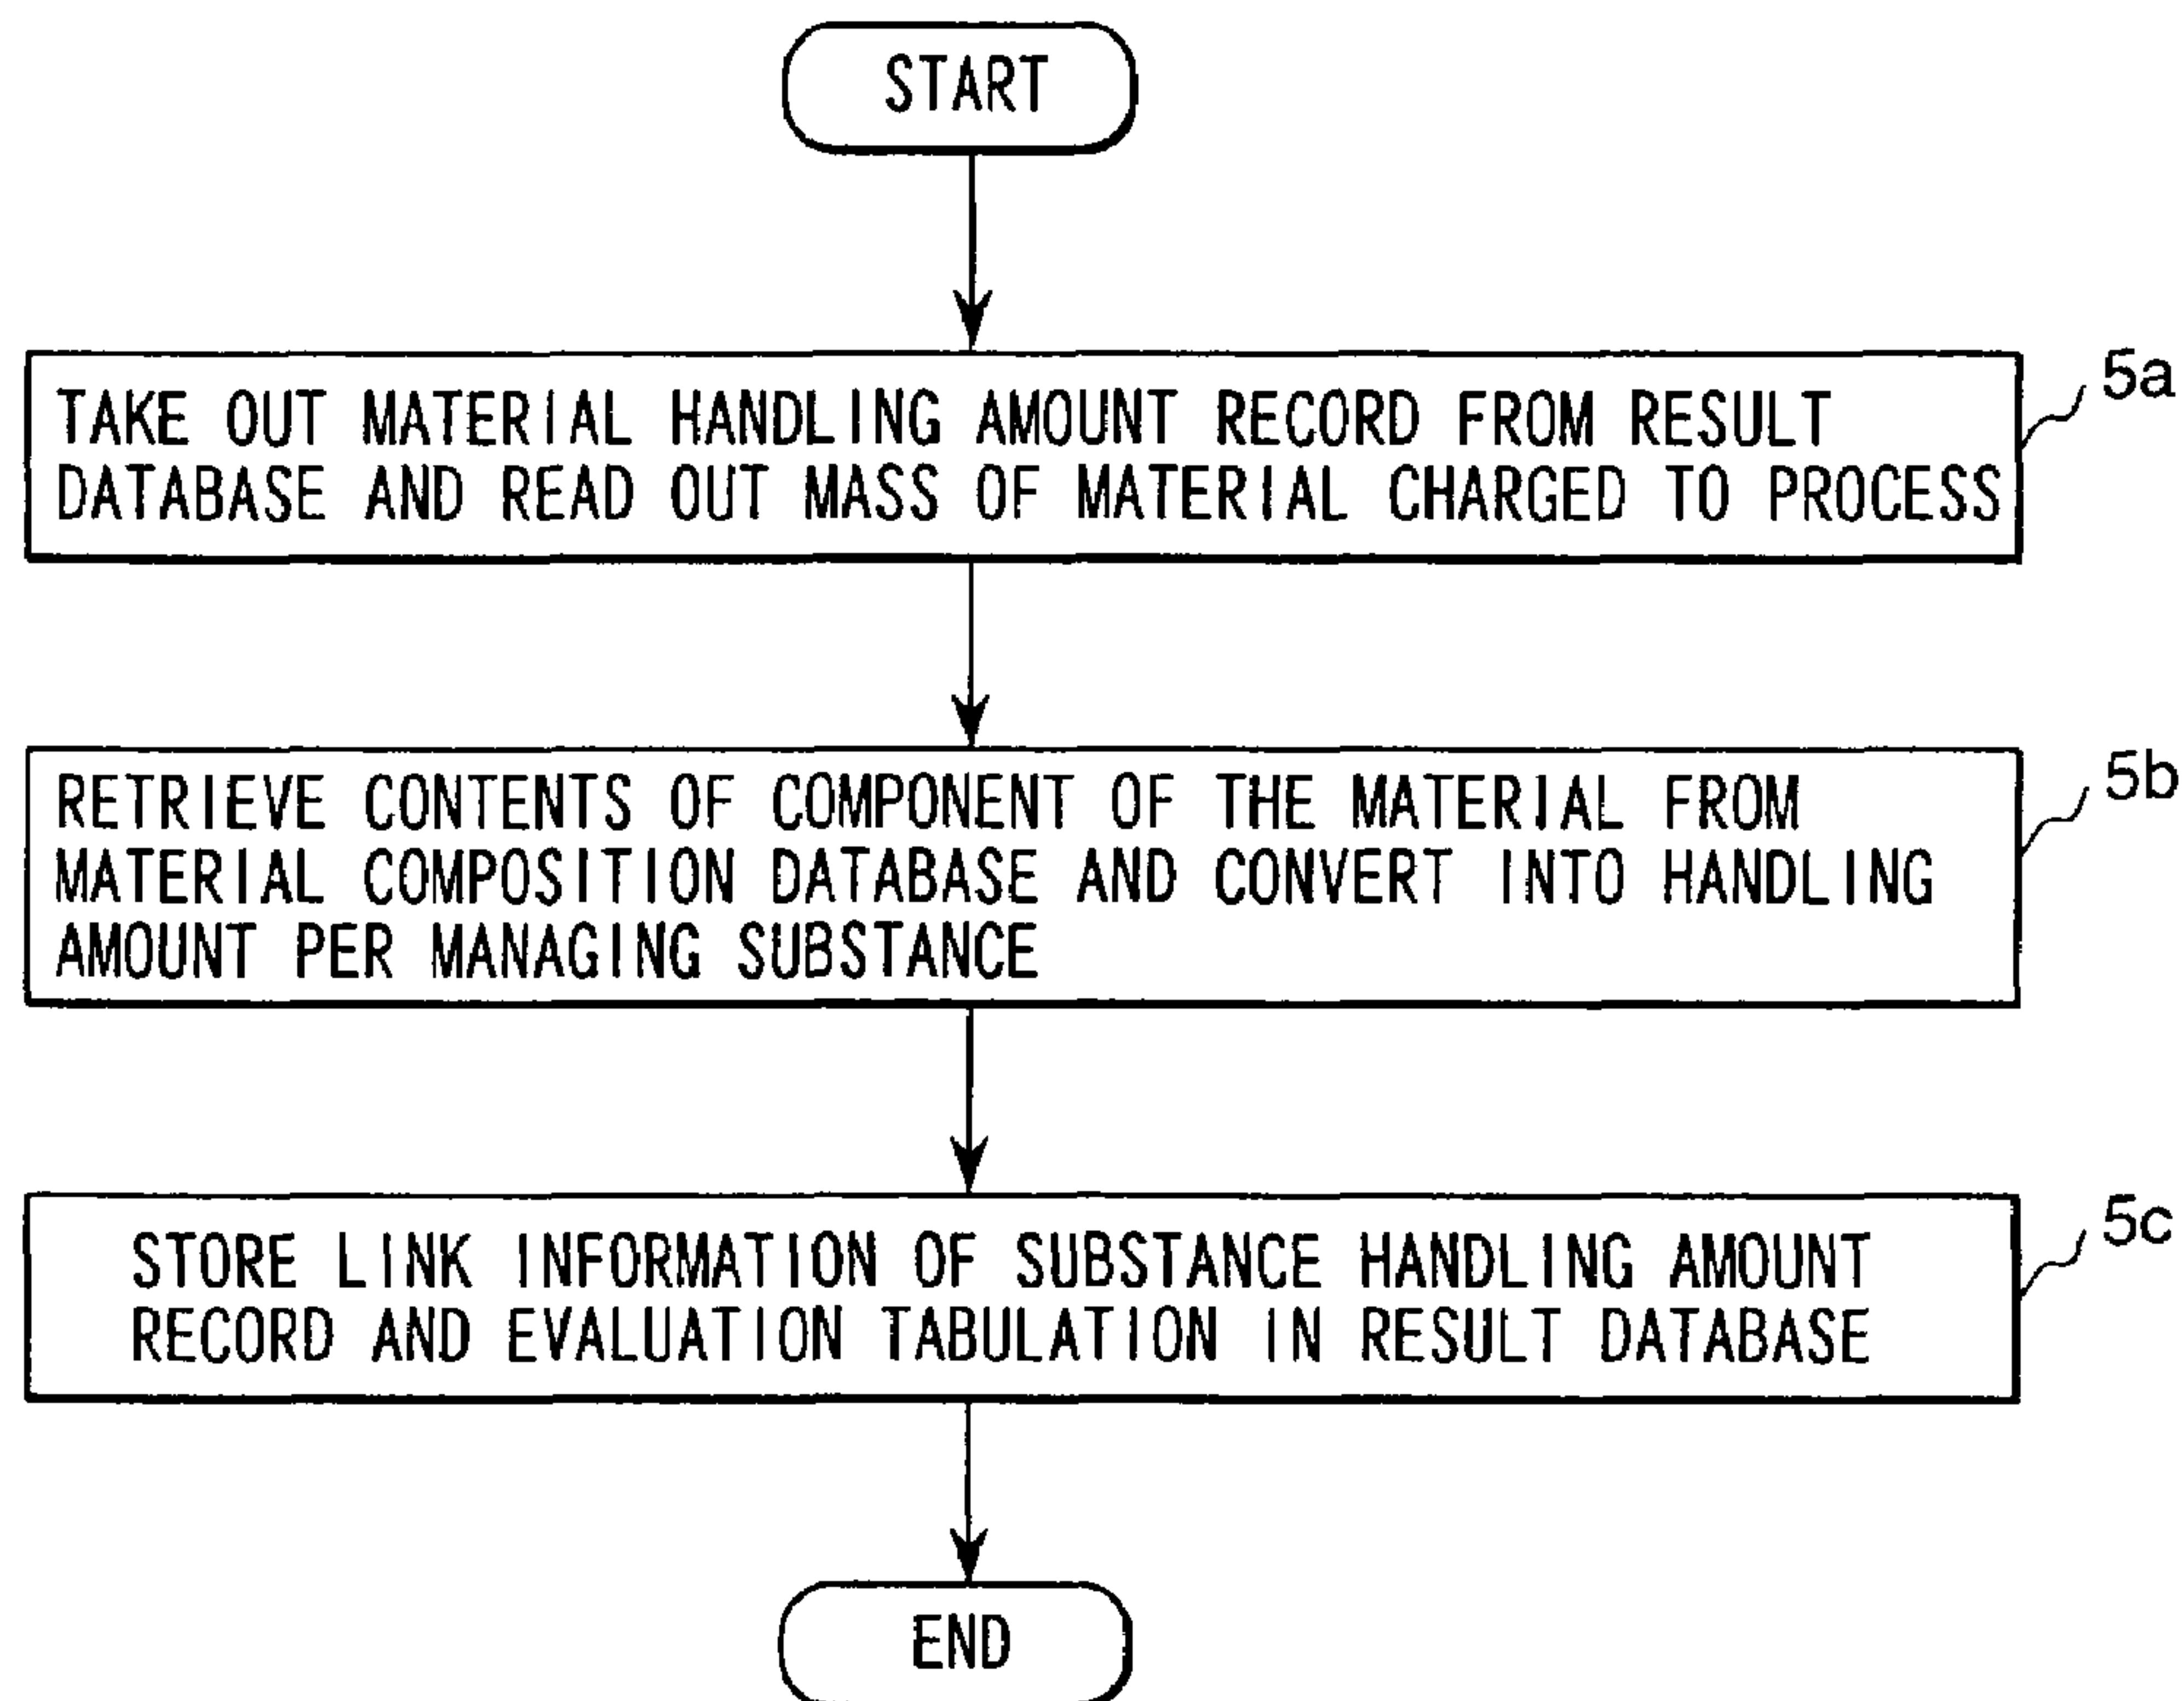 START
TAKE OUT MATERIAL HANDLING AMOUNT RECORD FROM RESULT
DATABASE AND READ OUT MASS OF MATERIAL CHARGED TO PROCESS
5a
RETRIEVE CONTENTS OF COMPONENT OF THE MATERIAL FROM
MATERIAL COMPOSITION DATABASE AND CONVERT INTO HANDLING
AMOUNT PER MANAGING SUBSTANCE
5b
STORE LINK INFORMATION OF SUBSTANCE HANDLING AMOUNT
RECORD AND EVALUATION TABULATION IN RESULT DATABASE
5c
END